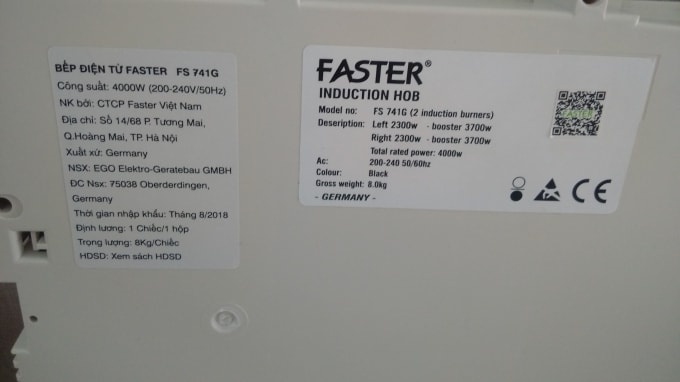 BẾP ĐIỆN TỪ FASTER FS 741G
Công suất: 4000W (200-240V/50Hz)
NK bởi: CTCP Faster Việt Nam
Địa chỉ: Số 14/68 P. Tương Mai,
Q.Hoàng Mai, TP. Hà Nội
Xuất xứ: Germany
NSX: EGO Elektro-Geratebau GMBH
ĐC Nsx: 75038 Oberderdingen,
Germany
Thời gian nhập khẩu: Tháng 8/2018
Định lượng: 1 Chiếc/1 hộp
Trọng lượng: 8Kg/Chiếc
HDSD: Xem sách HDSD
FASTER®
INDUCTION HOB
Model no: FS 741G (2 induction burners)
Deseription: Left 2300w - booster 3700w
Right 2300w - booster 3700w
Total rated power: 4000w
Ac: 200-240 50/60hz
Colour: Black
Gross weight: 8.0kg
- GERMANY -
FASTER
CE